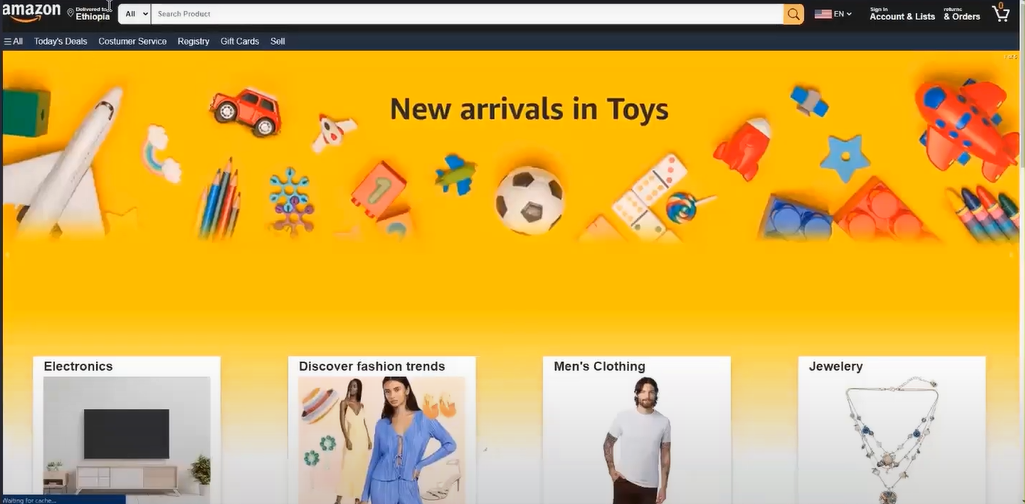 amazon
Delivered to
Ethiopia
All
Search Product
EN
Sign In
Account & Lists
returns
& Orders
0
All
Today's Deals
Costumer Service
Registry
Gift Cards
Sell
New arrivals in Toys
1
2
Electronics
Discover fashion trends
Men's Clothing
Jewelery
Waiting for cache...